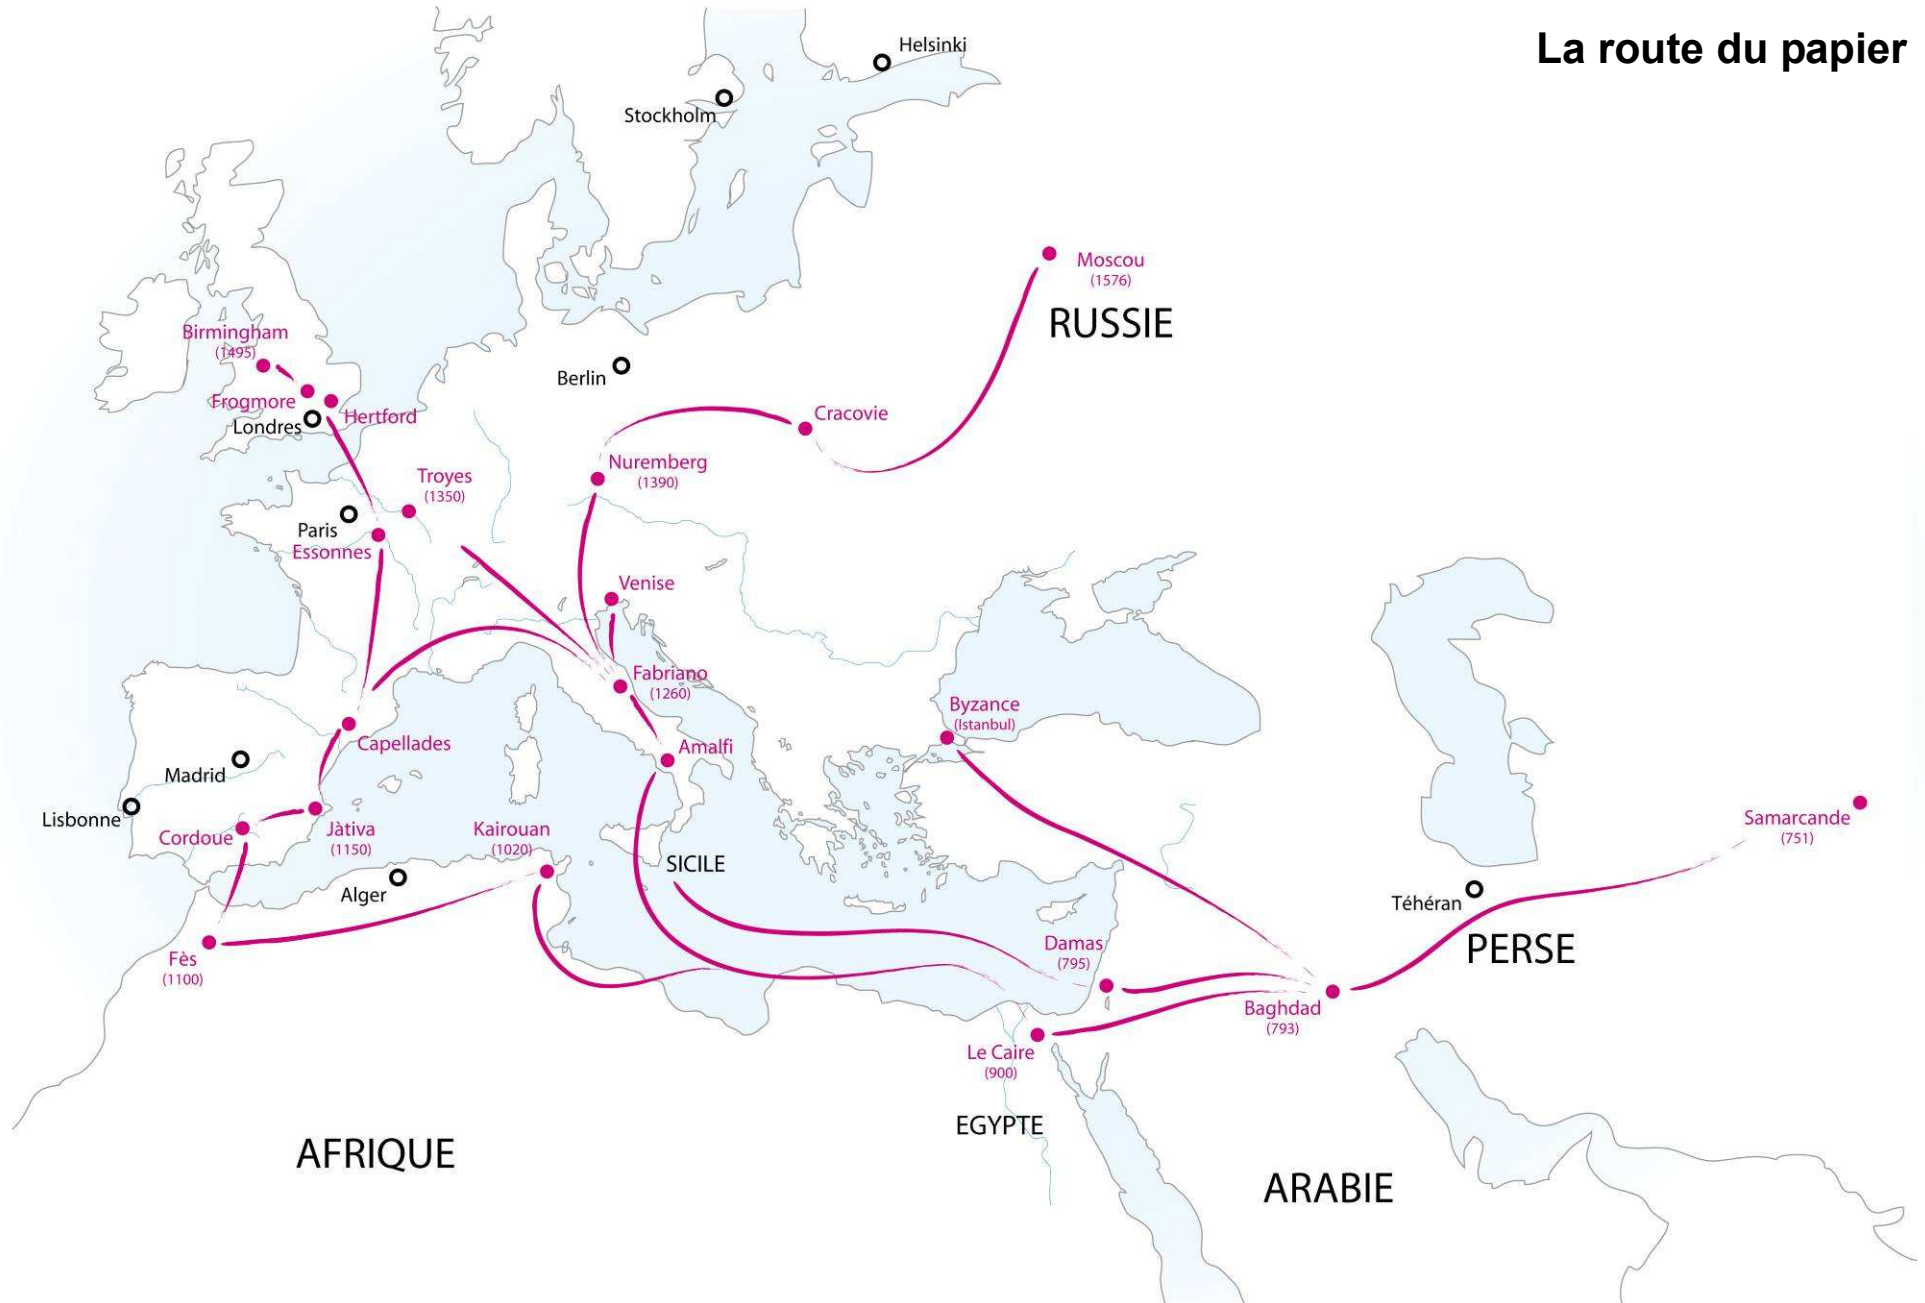 La route du papier
Helsinki
Stockholm
Moscou
(1576)
RUSSIE
Birmingham
(1495)
Berlin
Frogmore
Hertford
Londres
Cracovie
Nuremberg
(1390)
Troyes
(1350)
Paris
Essonnes
Venise
Fabriano
(1260)
Byzance
(Istanbul)
Capellades
Amalfi
Madrid
Lisbonne
Samarcande
(751)
Cordoue
Jàtiva
(1150)
Kairouan
(1020)
SICILE
Alger
Téhéran
PERSE
Damas
(795)
Fès
(1100)
Baghdad
(793)
Le Caire
(900)
EGYPTE
AFRIQUE
ARABIE